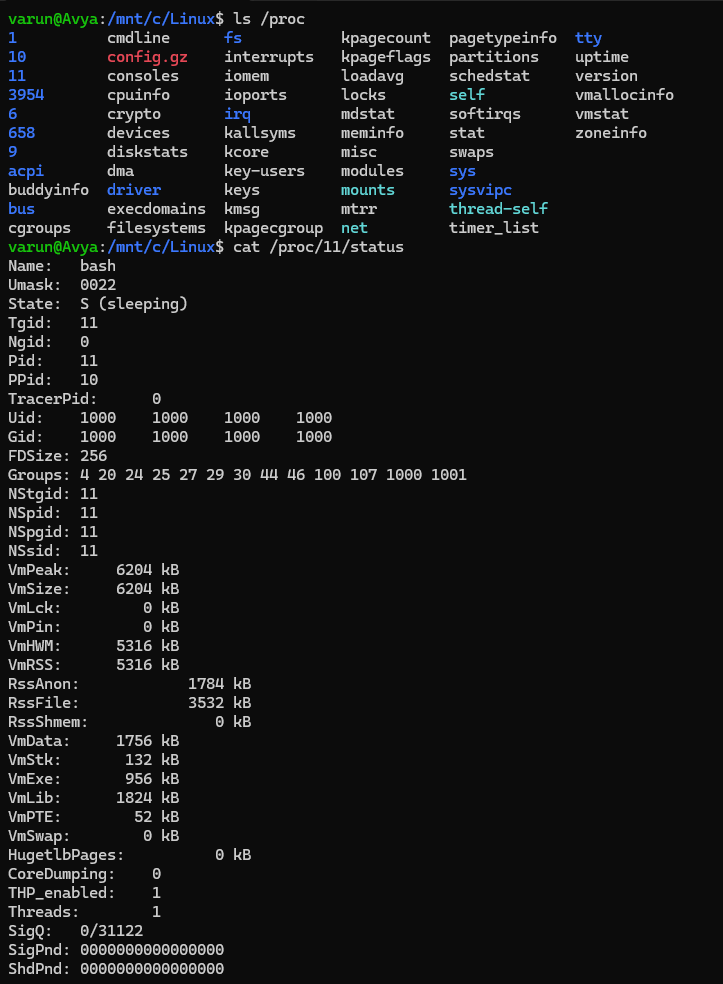 varun@Avya:/mnt/c/Linux$ ls /proc
1          cmdline      fs           kpagecount  pagetypeinfo  tty
10         config.gz    interrupts   kpageflags  partitions    uptime
11         consoles     iomem        loadavg     schedstat     version
3954       cpuinfo      ioports      locks       self          vmallocinfo
6          crypto       irq          mdstat      softirqs      vmstat
658        devices      kallsyms     meminfo     stat          zoneinfo
9          diskstats    kcore        misc        swaps
acpi       dma          key-users    modules     sys
buddyinfo  driver       keys         mounts      sysvipc
bus        execdomains  kmsg         mtrr        thread-self
cgroups    filesystems  kpagecgroup  net         timer_list
varun@Avya:/mnt/c/Linux$ cat /proc/11/status
Name:   bash
Umask:  0022
State:  S (sleeping)
Tgid:   11
Ngid:   0
Pid:    11
PPid:   10
TracerPid:      0
Uid:    1000    1000    1000    1000
Gid:    1000    1000    1000    1000
FDSize: 256
Groups: 4 20 24 25 27 29 30 44 46 100 107 1000 1001
NStgid: 11
NSpid:  11
NSpgid: 11
NSsid:  11
VmPeak:     6204 kB
VmSize:     6204 kB
VmLck:         0 kB
VmPin:         0 kB
VmHWM:      5316 kB
VmRSS:      5316 kB
RssAnon:            1784 kB
RssFile:            3532 kB
RssShmem:              0 kB
VmData:     1756 kB
VmStk:       132 kB
VmExe:       956 kB
VmLib:      1824 kB
VmPTE:        52 kB
VmSwap:        0 kB
HugetlbPages:          0 kB
CoreDumping:    0
THP_enabled:    1
Threads:        1
SigQ:   0/31122
SigPnd: 0000000000000000
ShdPnd: 0000000000000000